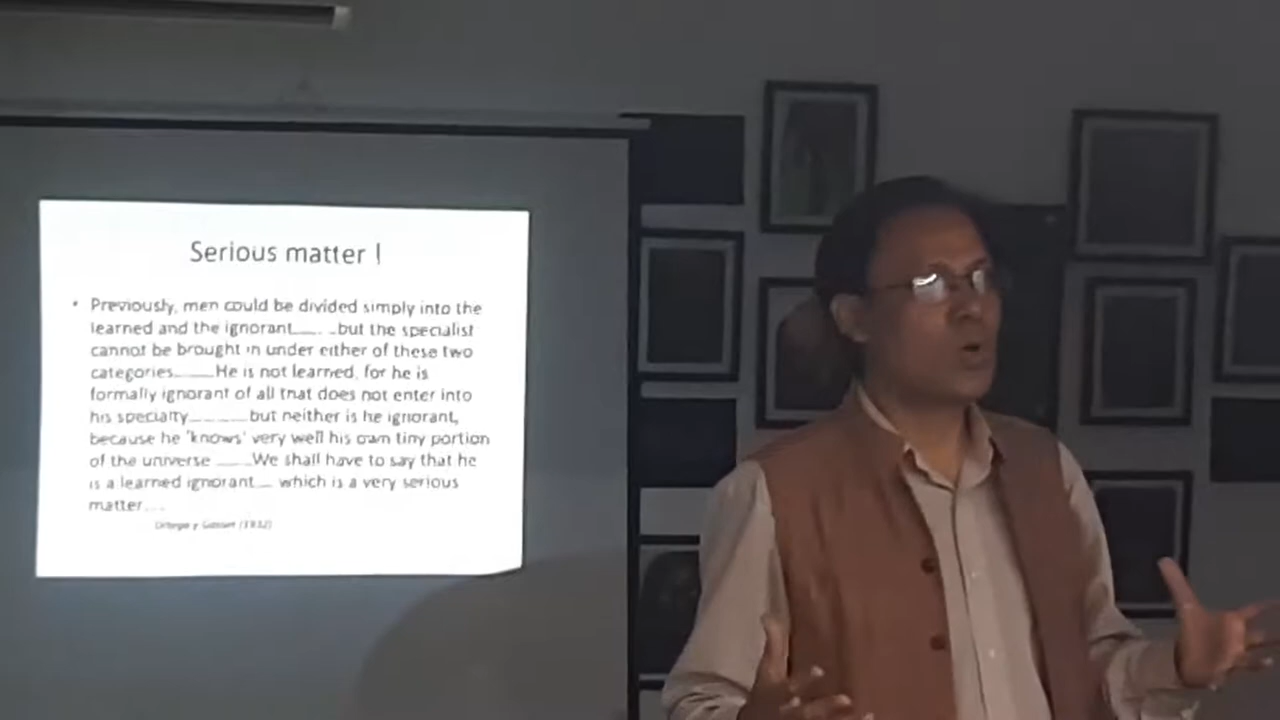 Serious matter !
• Previously, men could be divided simply into the
learned and the ignorant...... ..but the specialist
cannot be brought in under either of these two
categories.........He is not learned, for he is
formally ignorant of all that does not enter into
his specialty.............but neither is he ignorant,
because he 'knows' very well his own tiny portion
of the universe ........We shall have to say that he
is a learned ignorant.... which is a very serious
matter....
Ortega y Gasset (1932)